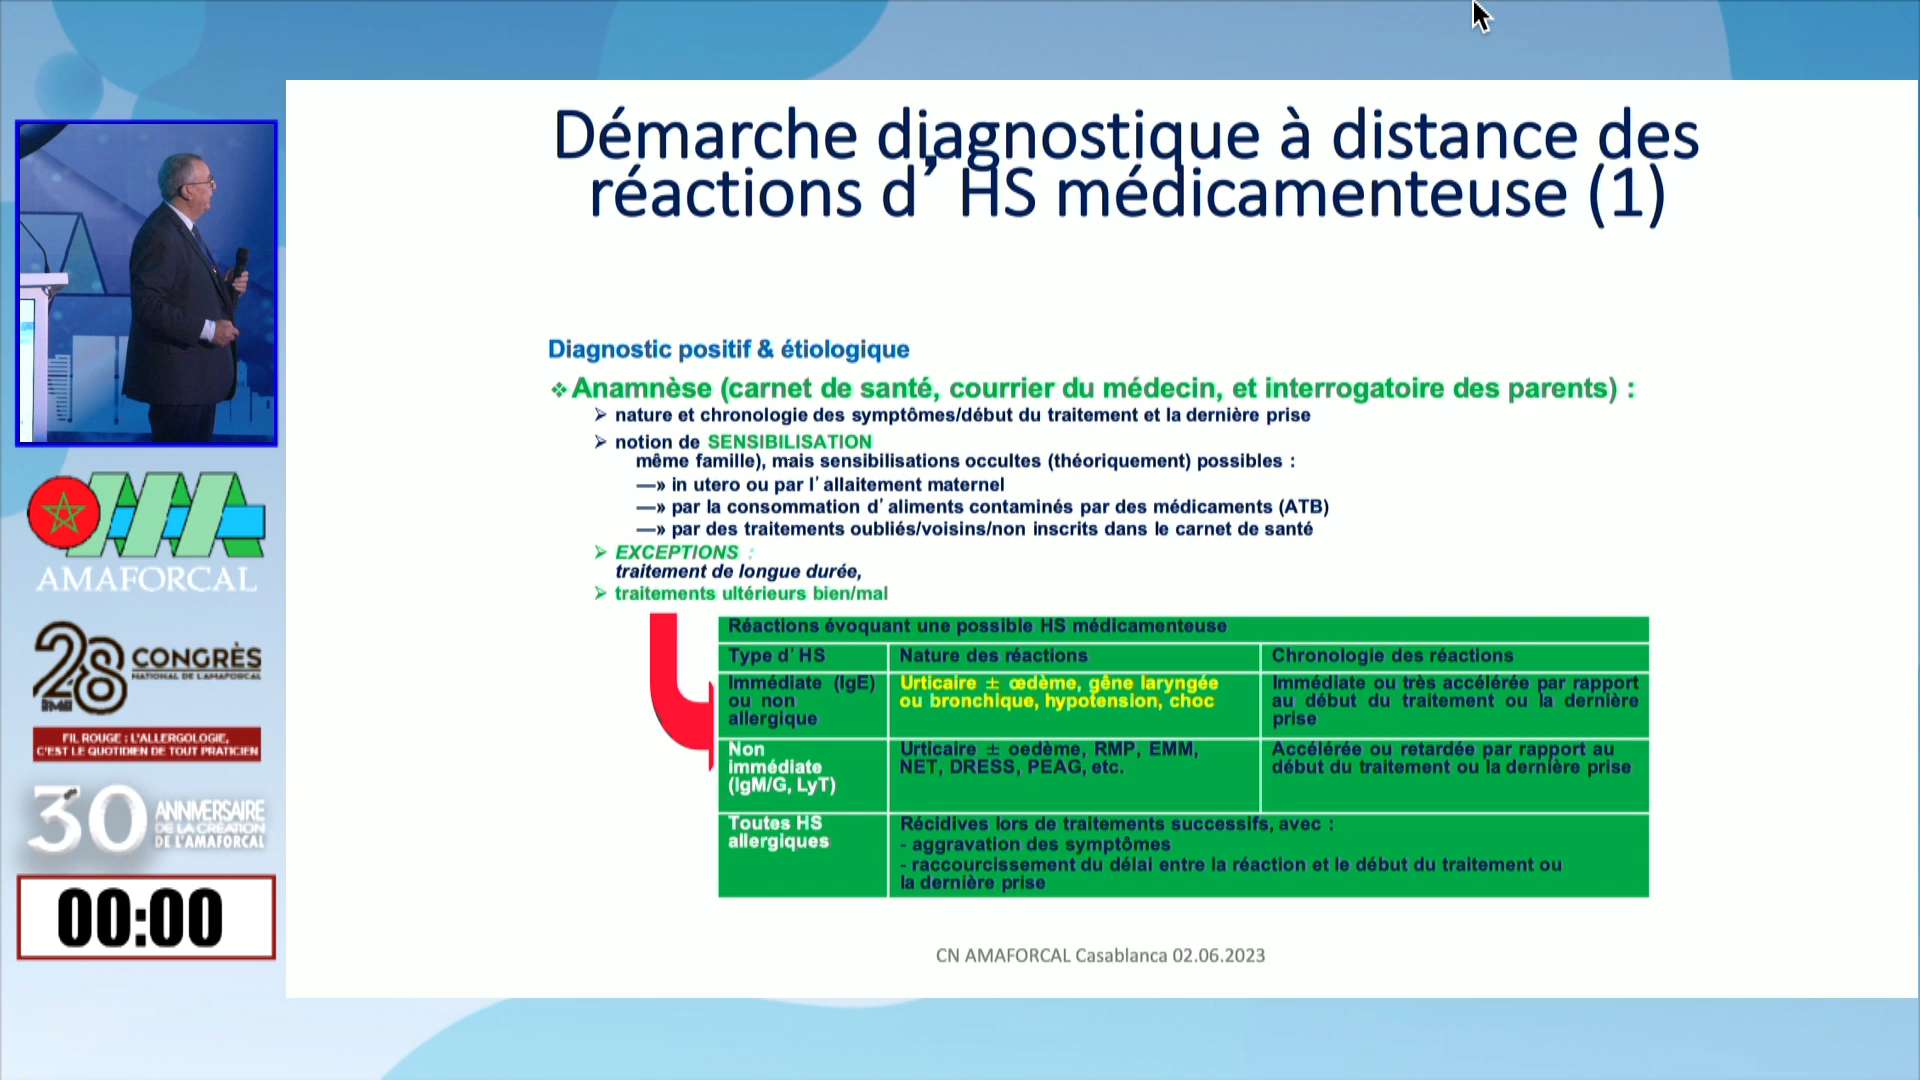 Démarche diagnostique à distance des
réactions d’ HS médicamenteuse (1)
Diagnostic positif & étiologique
❖Anamnèse (carnet de santé, courrier du médecin, et interrogatoire des parents) :
➢ nature et chronologie des symptômes/début du traitement et la dernière prise
➢ notion de SENSIBILISATION
même famille), mais sensibilisations occultes (théoriquement) possibles :
—» in utero ou par l’allaitement maternel
—» par la consommation d’aliments contaminés par des médicaments (ATB)
—» par des traitements oubliés/voisins/non inscrits dans le carnet de santé
➢ EXCEPTIONS :
traitement de longue durée,
➢ traitements ultérieurs bien/mal
Réactions évoquant une possible HS médicamenteuse
Type d’HS
Nature des réactions
Chronologie des réactions
Immédiate (IgE)
ou non
allergique
Urticaire ± œdème, gêne laryngée
ou bronchique, hypotension, choc
Immédiate ou très accélérée par rapport
au début du traitement ou la dernière
prise
Non
immédiate
(IgM/G, LyT)
Urticaire ± oedème, RMP, EMM,
NET, DRESS, PEAG, etc.
Accélérée ou retardée par rapport au
début du traitement ou la dernière prise
Toutes HS
allergiques
Récidives lors de traitements successifs, avec :
- aggravation des symptômes
- raccourcissement du délai entre la réaction et le début du traitement ou
la dernière prise
CN AMAFORCAL Casablanca 02.06.2023
AMAFORCAL
28 CONGRÈS
NATIONAL DE L'AMAFORCAL
FIL ROUGE : L'ALLERGOLOGIE,
C'EST LE QUOTIDIEN DE TOUT PRATICIEN
30 ANNIVERSAIRE
DE LA CRÉATION
DE L'AMAFORCAL
00:00